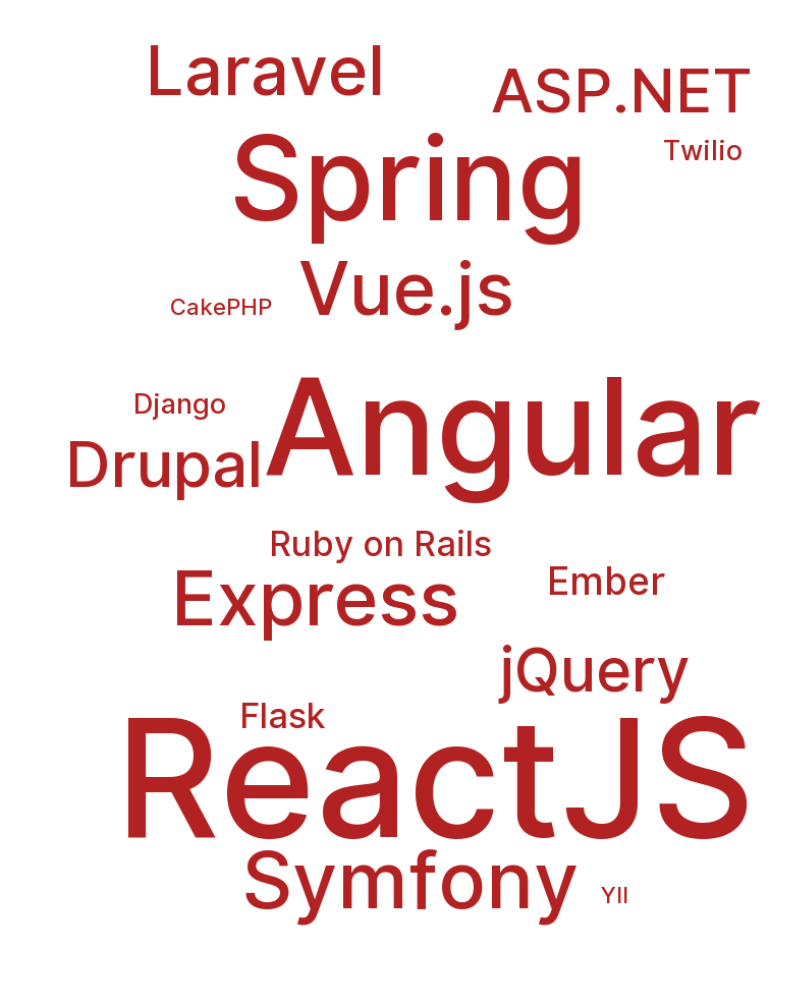 Laravel
ASP.NET
Twilio
Spring
Vue.js
CakePHP
Django
Angular
Drupal
Ruby on Rails
Ember
Express
jQuery
Flask
ReactJS
Symfony
YII